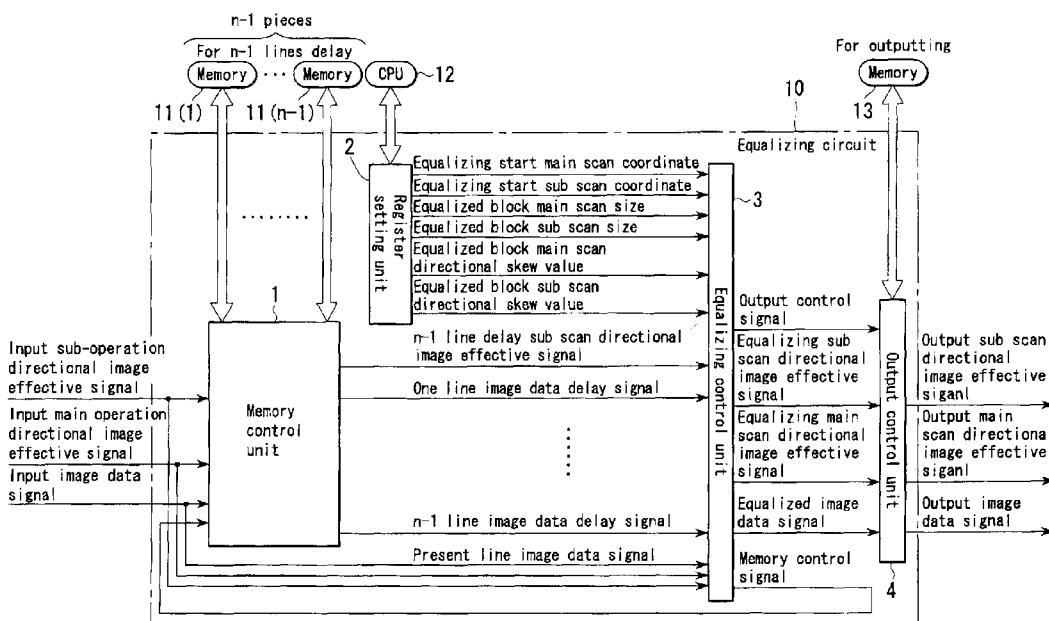 n-1 pieces
For n-1 lines delay
Memory
Memory
CPU
12
11(1)
11(n-1)
For outputting
Memory
13
10
Equalizing circuit
2
Register setting unit
Equalizing start main scan coordinate
Equalizing start sub scan coordinate
Equalized block main scan size
Equalized block sub scan size
Equalized block main scan
directional skew value
Equalized block sub scan
directional skew value
3
Equalizing control unit
1
Memory
control
unit
Input sub-operation
directional image
effective signal
Input main operation
directional image
effective signal
Input image data
signal
n-1 line delay sub scan directional
image effective signal
One line image data delay signal
n-1 line image data delay signal
Present line image data signal
Output control
signal
Equalizing sub
scan directional
image effective
signal
Equalizing main
scan directional
image effective
signal
Equalized image
data signal
Memory control
signal
Output control unit
4
Output sub scan
directional
image effective
siganl
Output main
scan directional
image effective
siganl
Output image
data signal